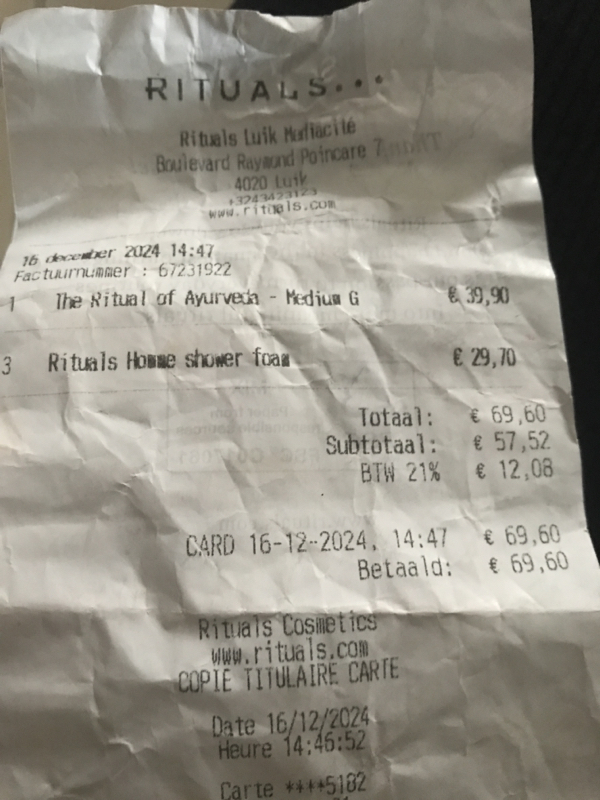 RITUALS...
Rituals Luik Mediacité
Boulevard Raymond Poincare 7
4020 Luik
+3243423123
www.rituals.com
16 december 2024 14:47
Factuurnummer : 67231922
1 The Ritual of Ayurveda - Medium G € 39,90
3 Rituals Homme shower foam € 29,70
Totaal: € 69,60
Subtotaal: € 57,52
BTW 21% € 12,08
CARD 16-12-2024, 14:47 € 69,60
Betaald: € 69,60
Rituals Cosmetics
www.rituals.com
COPIE TITULAIRE CARTE
Date 16/12/2024
Heure 14:46:52
Carte ****5182